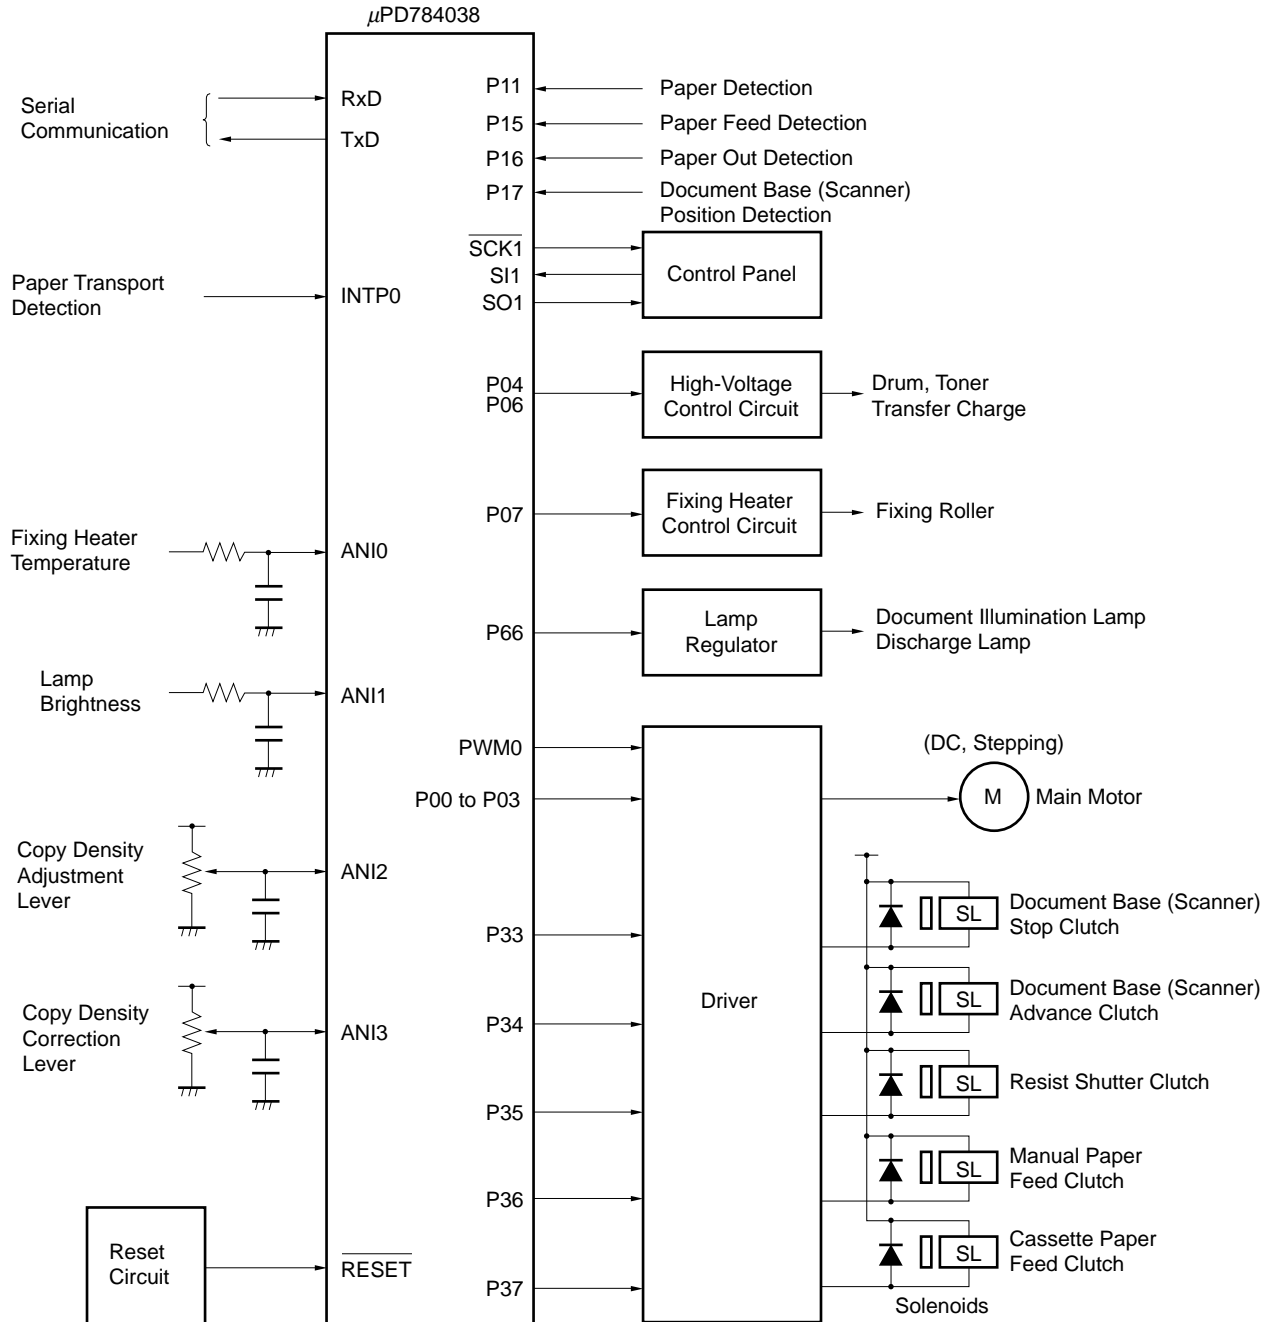 μPD784038
Serial
Communication
RxD
TxD
Paper Transport
Detection
INTP0
Fixing Heater
Temperature
ANI0
Lamp
Brightness
ANI1
Copy Density
Adjustment
Lever
ANI2
Copy Density
Correction
Lever
ANI3
Reset
Circuit
RESET
P11
Paper Detection
P15
Paper Feed Detection
P16
Paper Out Detection
P17
Document Base (Scanner)
Position Detection
SCK1
SI1
SO1
Control Panel
P04
P06
High-Voltage
Control Circuit
Drum, Toner
Transfer Charge
P07
Fixing Heater
Control Circuit
Fixing Roller
P66
Lamp
Regulator
Document Illumination Lamp
Discharge Lamp
PWM0
P00 to P03
P33
P34
P35
P36
P37
Driver
(DC, Stepping)
M
Main Motor
SL
Document Base (Scanner)
Stop Clutch
SL
Document Base (Scanner)
Advance Clutch
SL
Resist Shutter Clutch
SL
Manual Paper
Feed Clutch
SL
Cassette Paper
Feed Clutch
Solenoids